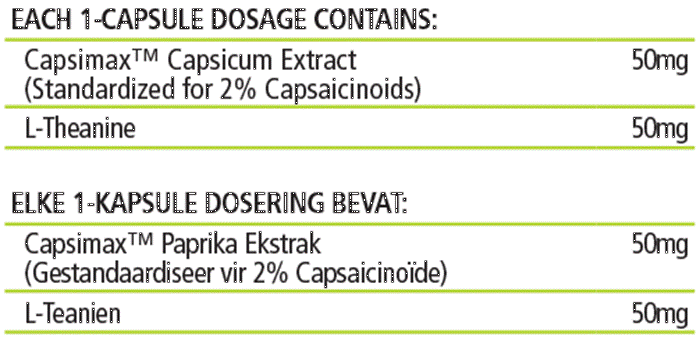 EACH 1-CAPSULE DOSAGE CONTAINS:
Capsimax™ Capsicum Extract 50mg
(Standardized for 2% Capsaicinoids)
L-Theanine 50mg
ELKE 1-KAPSULE DOSERING BEVAT:
Capsimax™ Paprika Ekstrak 50mg
(Gestandaardiseer vir 2% Capsaicinoïde)
L-Teanien 50mg